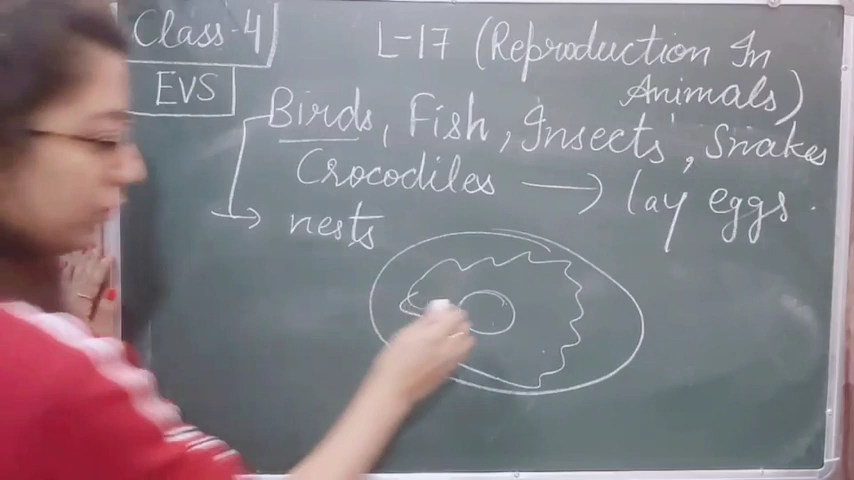 Class-4
EVS
L-17 (Reproduction In
Animals)
Birds, Fish, Insects, Snakes
Crocodiles → lay eggs.
→ nests